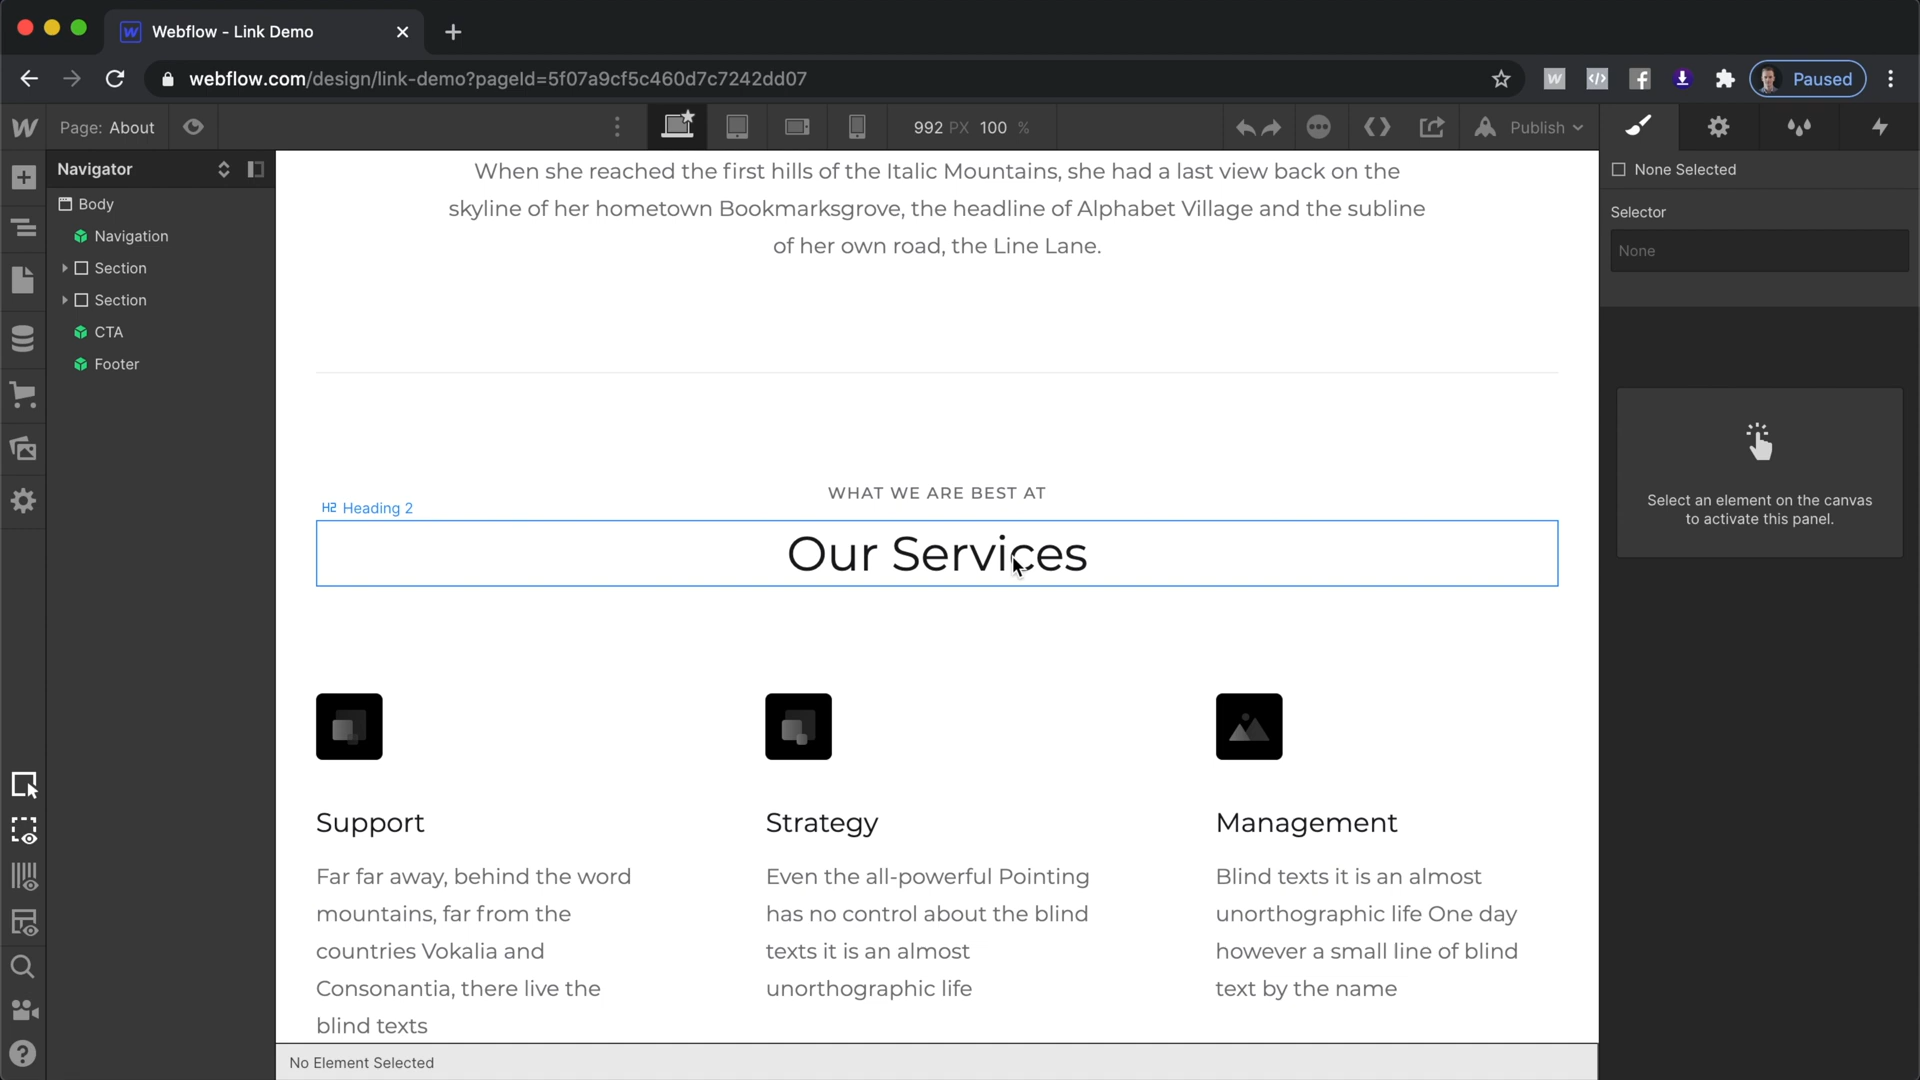 Webflow - Link Demo
webflow.com/design/link-demo?pageId=5f07a9cf5c460d7c7242dd07
Paused
Page: About
992 PX 100 %
Publish
Navigator
Body
Navigation
Section
Section
CTA
Footer
When she reached the first hills of the Italic Mountains, she had a last view back on the
skyline of her hometown Bookmarksgrove, the headline of Alphabet Village and the subline
of her own road, the Line Lane.
WHAT WE ARE BEST AT
H2 Heading 2
Our Services
Support
Far far away, behind the word
mountains, far from the
countries Vokalia and
Consonantia, there live the
blind texts
Strategy
Even the all-powerful Pointing
has no control about the blind
texts it is an almost
unorthographic life
Management
Blind texts it is an almost
unorthographic life One day
however a small line of blind
text by the name
None Selected
Selector
None
Select an element on the canvas
to activate this panel.
No Element Selected